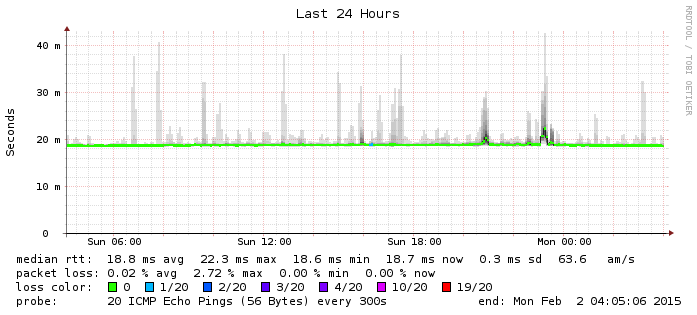 Last 24 Hours
RRDTOOL / TOBI OETIKER
Seconds
40 m
30 m
20 m
10 m
0
Sun 06:00 Sun 12:00 Sun 18:00 Mon 00:00
median rtt: 18.8 ms avg 22.3 ms max 18.6 ms min 18.7 ms now 0.3 ms sd 63.6 am/s
packet loss: 0.02 % avg 2.72 % max 0.00 % min 0.00 % now
loss color: 0 1/20 2/20 3/20 4/20 10/20 19/20
probe: 20 ICMP Echo Pings (56 Bytes) every 300s end: Mon Feb 2 04:05:06 2015